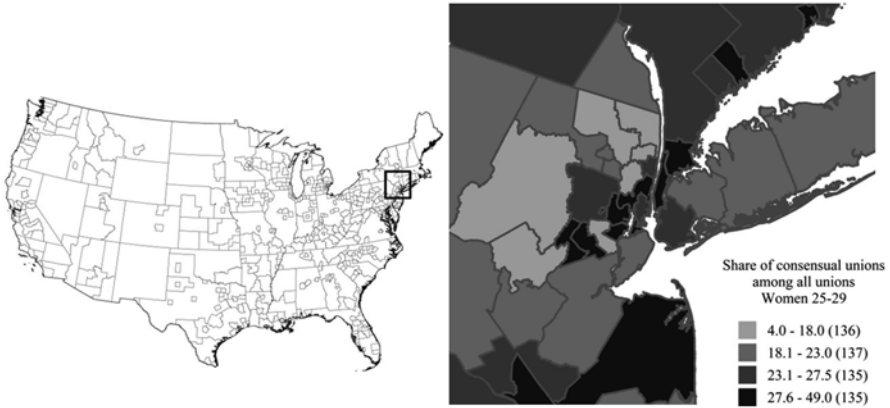 Share of consensual unions
among all unions
Women 25-29
4.0 - 18.0 (136)
18.1 - 23.0 (137)
23.1 - 27.5 (135)
27.6 - 49.0 (135)